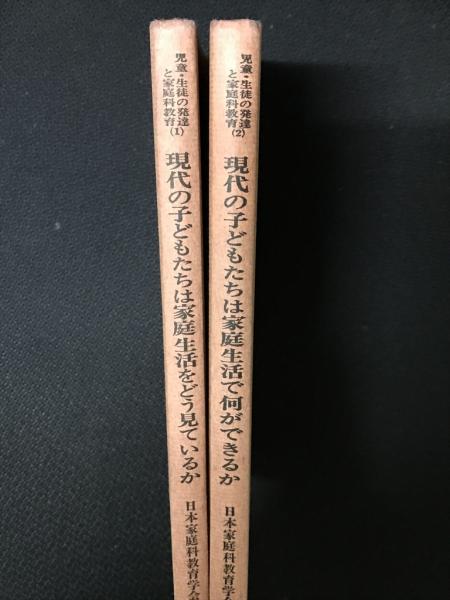 児童・生徒の発達
と家庭科教育(1)
現代の子どもたちは家庭生活をどう見ているか
日本家庭科教育学会
児童・生徒の発達
と家庭科教育(2)
現代の子どもたちは家庭生活で何ができるか
日本家庭科教育学会